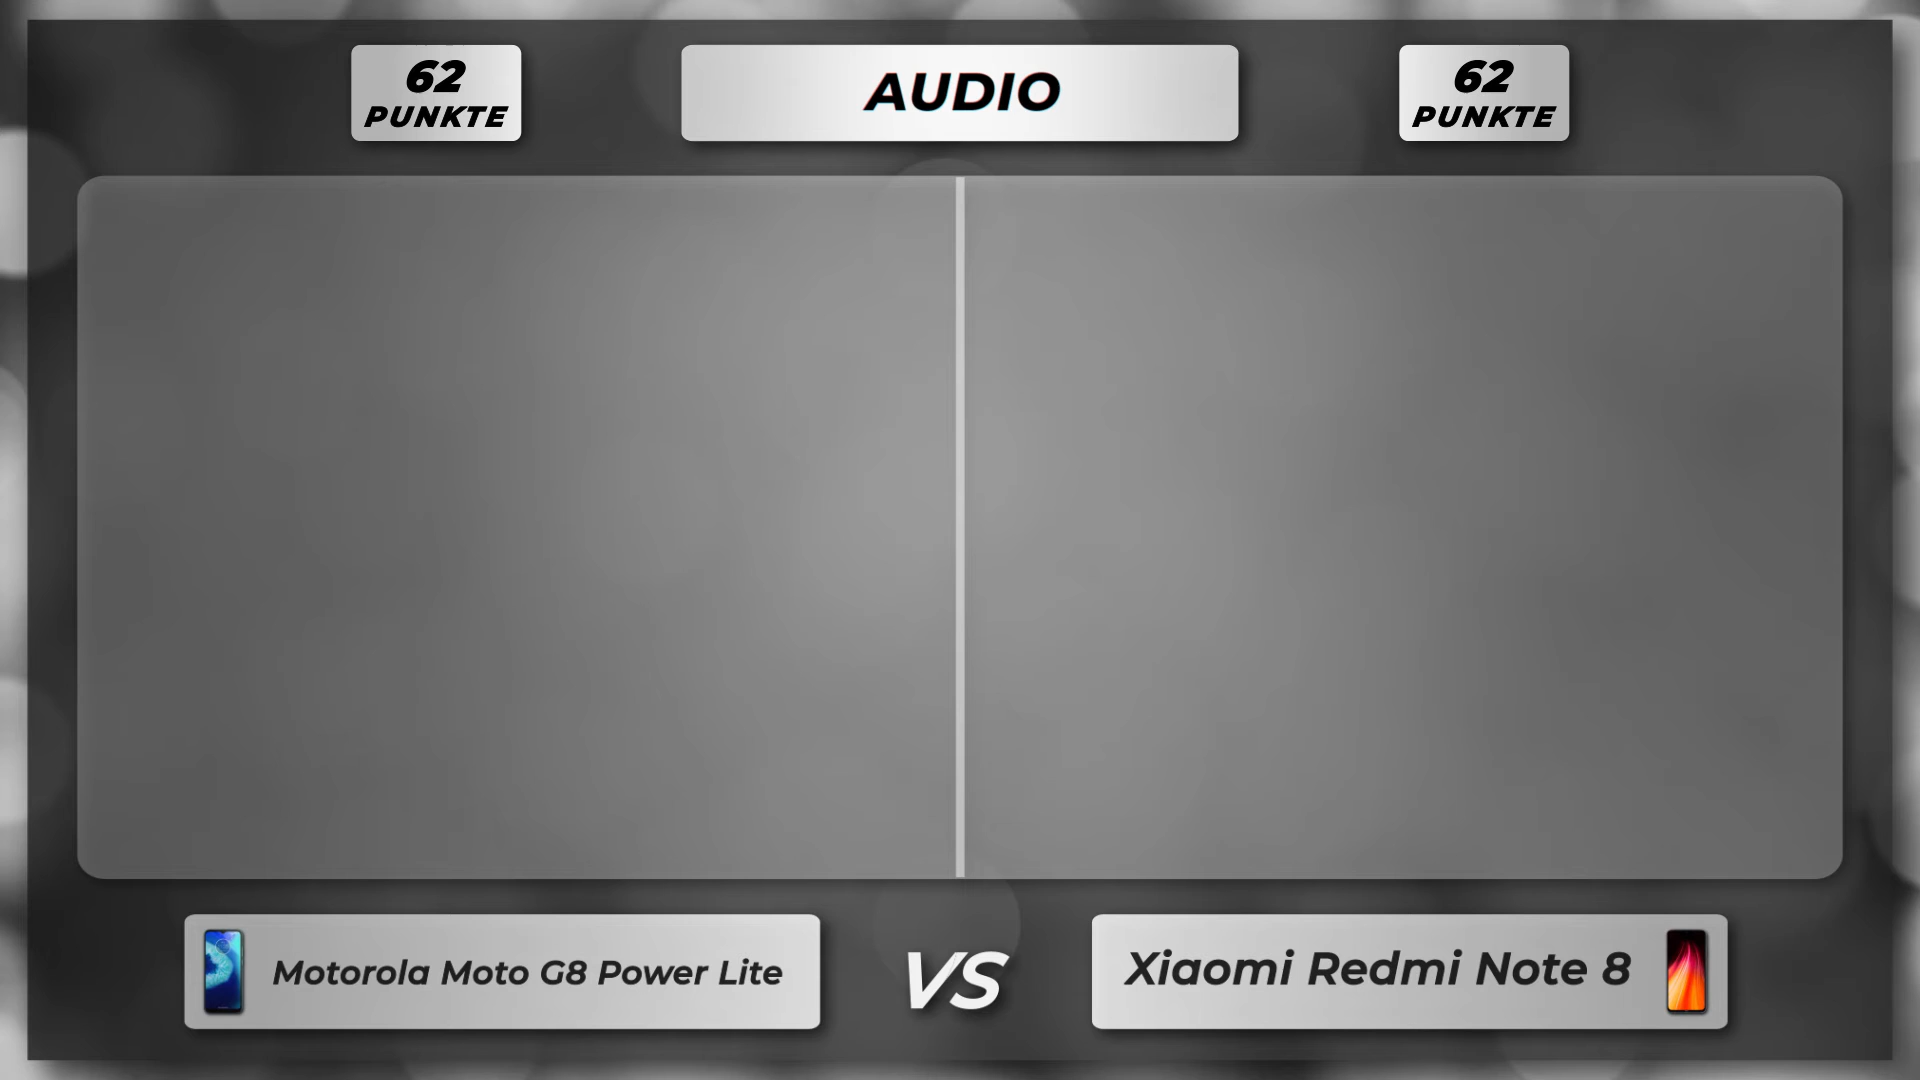 62
PUNKTE
AUDIO
62
PUNKTE
Motorola Moto G8 Power Lite
VS
Xiaomi Redmi Note 8